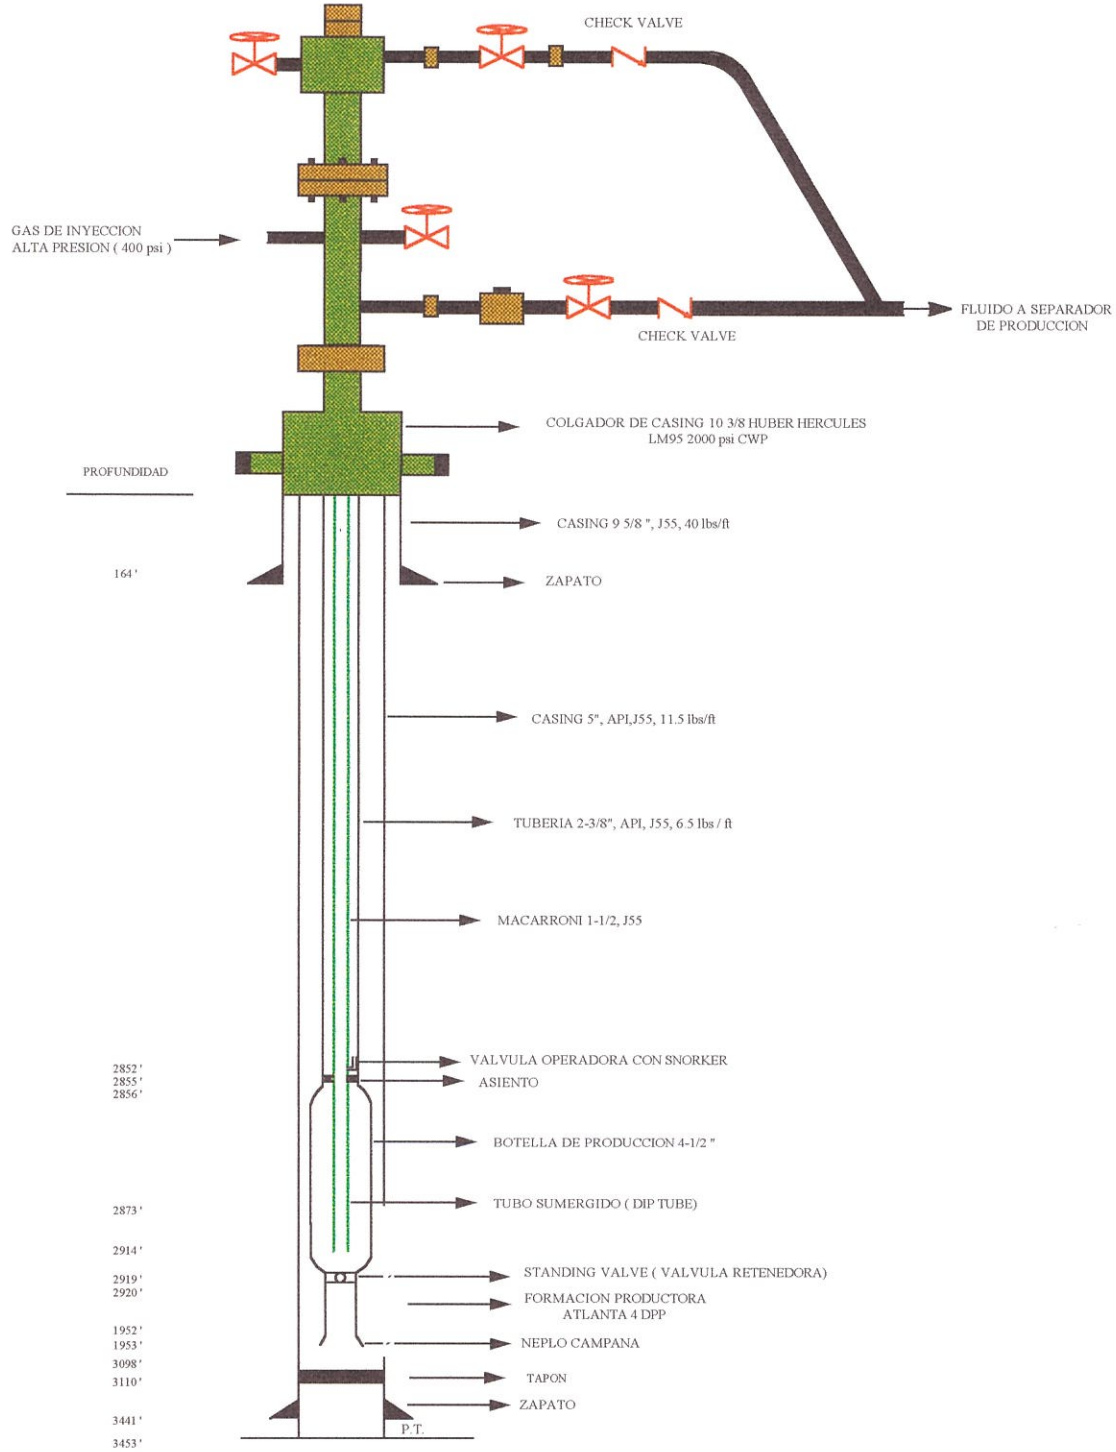 CHECK VALVE
GAS DE INYECCION
ALTA PRESION ( 400 psi )
FLUIDO A SEPARADOR
DE PRODUCCION
CHECK VALVE
COLGADOR DE CASING 10 3/8 HUBER HERCULES
LM95 2000 psi CWP
PROFUNDIDAD
CASING 9 5/8 ", J55, 40 lbs/ft
164 '
ZAPATO
CASING 5", API,J55, 11.5 lbs/ft
TUBERIA 2-3/8", API, J55, 6.5 lbs / ft
MACARRONI 1-1/2, J55
VALVULA OPERADORA CON SNORKER
2852 '
2855 '
ASIENTO
2856 '
BOTELLA DE PRODUCCION 4-1/2 "
TUBO SUMERGIDO ( DIP TUBE)
2873 '
2914 '
STANDING VALVE ( VALVULA RETENEDORA)
2919 '
2920 '
FORMACION PRODUCTORA
ATLANTA 4 DPP
1952 '
1953 '
NEPLO CAMPANA
3098 '
3110 '
TAPON
ZAPATO
3441 '
P.T.
3453'